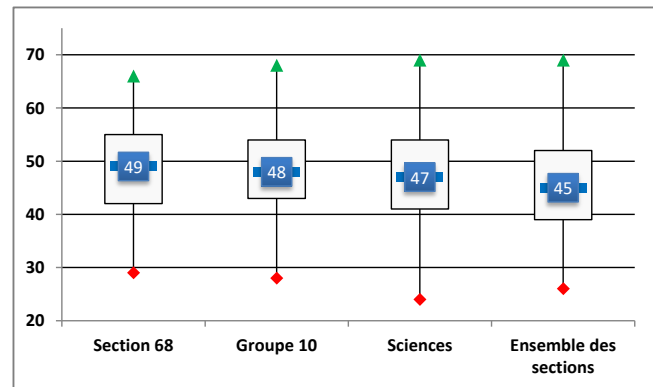 70
60
50
40
30
20
49
48
47
45
Section 68
Groupe 10
Sciences
Ensemble des
sections